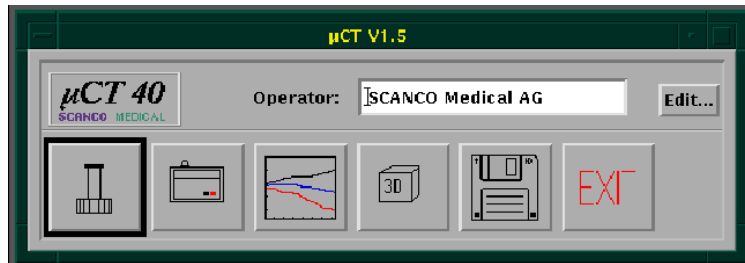 µCT V1.5
µCT 40
SCANCO MEDICAL
Operator: SCANCO Medical AG Edit...
3D
EXIT